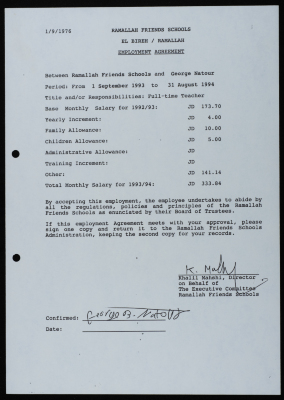 1/9/1976
RAMALLAH FRIENDS SCHOOLS
EL BIREH / RAMALLAH
EMPLOYMENT AGREEMENT
Between Ramallah Friends Schools and George Natour
Period: From 1 September 1993 to 31 August 1994
Title and/or Responsibilities: Full-time Teacher
Base Monthly Salary for 1992/93: JD 173.70
Yearly Increment: JD 4.00
Family Allowance: JD 10.00
Children Allowance: JD 5.00
Administrative Allowance: JD
Training Increment: JD
Other: JD 141.14
Total Monthly Salary for 1993/94: JD 333.84
By accepting this employment, the employee undertakes to abide by
all the regulations, policies and principles of the Ramallah
Friends Schools as enunciated by their Board of Trustees.
If this employment Agreement meets with your approval, please
sign one copy and return it to the Ramallah Friends Schools
Administration, keeping the second copy for your records.
Khalil Mahshi, Director
on Behalf of
The Executive Committee
Ramallah Friends Schools
Confirmed:
Date: